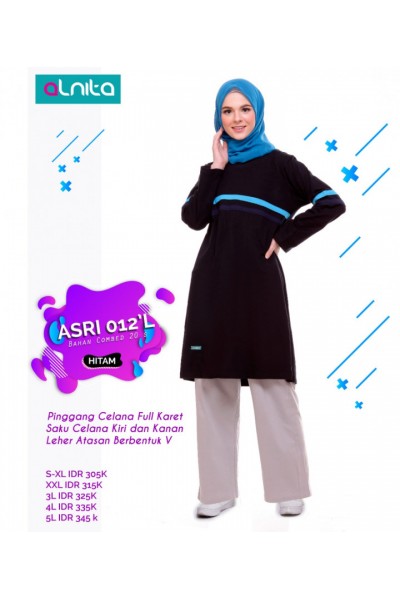 alnita
ASRI 012'L
BAHAN COMBED 20 S
HITAM
Pinggang Celana Full Karet
Saku Celana Kiri dan Kanan
Leher Atasan Berbentuk V
S-XL IDR 305K
XXL IDR 315K
3L IDR 325K
4L IDR 335K
5L IDR 345 k